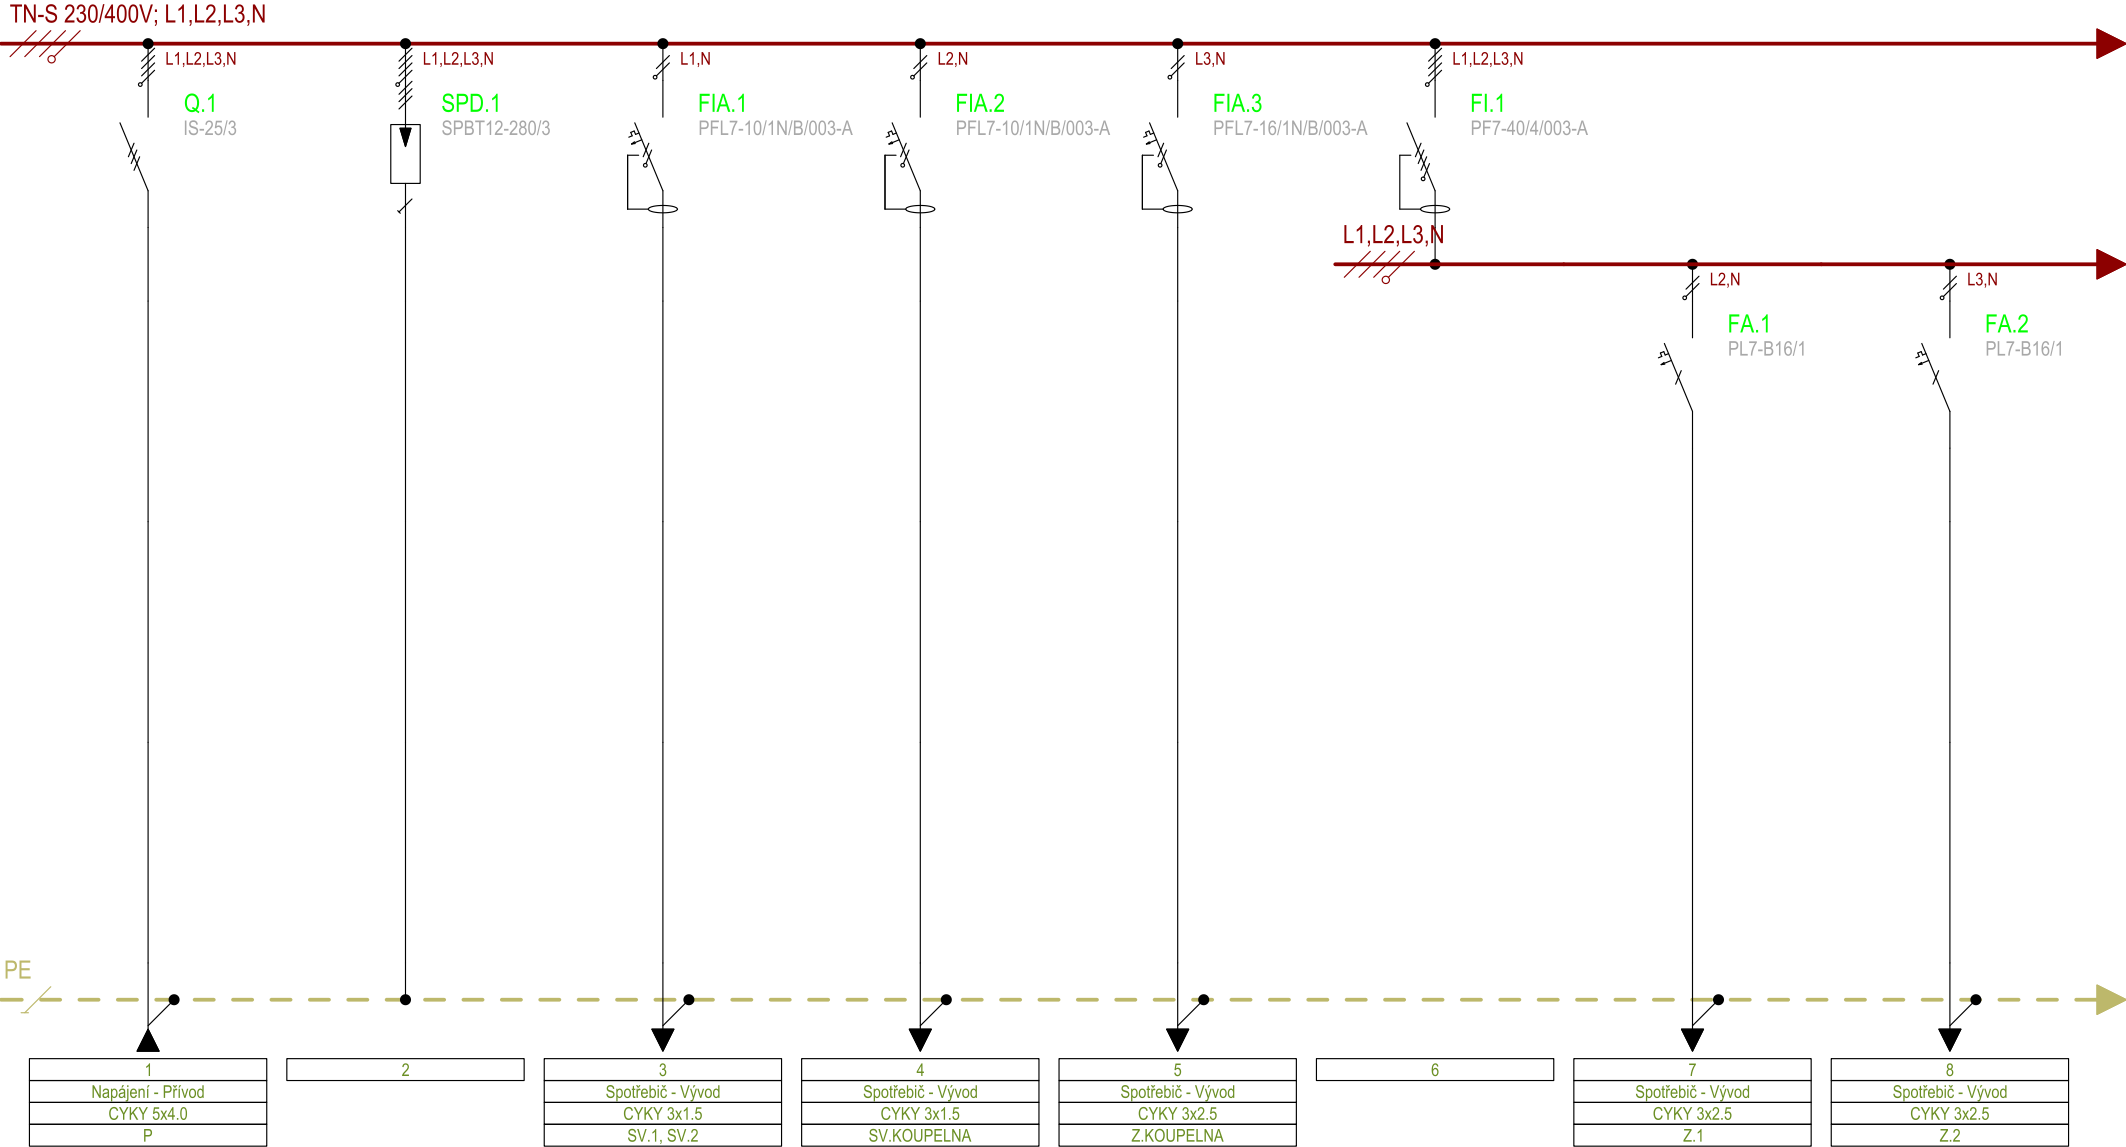 TN-S 230/400V; L1,L2,L3,N
L1,L2,L3,N
L1,L2,L3,N
L1,N
L2,N
L3,N
L1,L2,L3,N
Q.1
IS-25/3
SPD.1
SPBT12-280/3
FIA.1
PFL7-10/1N/B/003-A
FIA.2
PFL7-10/1N/B/003-A
FIA.3
PFL7-16/1N/B/003-A
FI.1
PF7-40/4/003-A
L1,L2,L3,N
L2,N
L3,N
FA.1
PL7-B16/1
FA.2
PL7-B16/1
PE
1
Napájení - Přívod
CYKY 5x4.0
P
2
3
Spotřebič - Vývod
CYKY 3x1.5
SV.1, SV.2
4
Spotřebič - Vývod
CYKY 3x1.5
SV.KOUPELNA
5
Spotřebič - Vývod
CYKY 3x2.5
Z.KOUPELNA
6
7
Spotřebič - Vývod
CYKY 3x2.5
Z.1
8
Spotřebič - Vývod
CYKY 3x2.5
Z.2